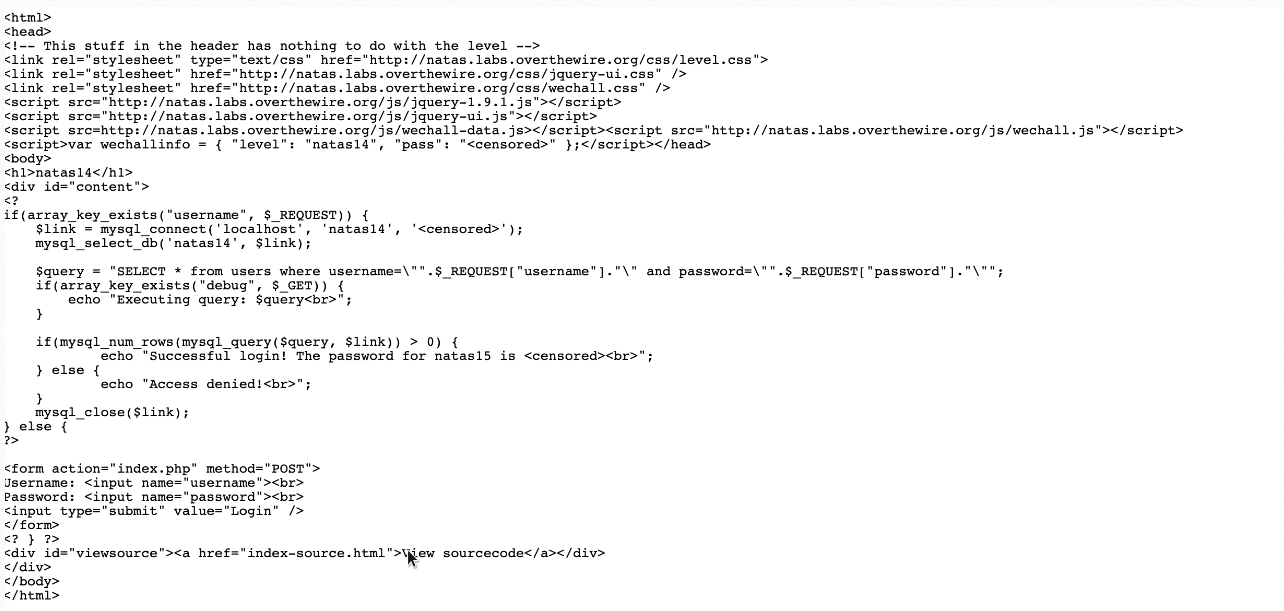 <html>
<head>
<!-- This stuff in the header has nothing to do with the level -->
<link rel="stylesheet" type="text/css" href="http://natas.labs.overthewire.org/css/level.css">
<link rel="stylesheet" href="http://natas.labs.overthewire.org/css/jquery-ui.css" />
<link rel="stylesheet" href="http://natas.labs.overthewire.org/css/wechall.css" />
<script src="http://natas.labs.overthewire.org/js/jquery-1.9.1.js"></script>
<script src="http://natas.labs.overthewire.org/js/jquery-ui.js"></script>
<script src=http://natas.labs.overthewire.org/js/wechall-data.js></script><script src="http://natas.labs.overthewire.org/js/wechall.js"></script>
<script>var wechallinfo = { "level": "natas14", "pass": "<censored>" };</script></head>
<body>
<h1>natas14</h1>
<div id="content">
<?
if(array_key_exists("username", $_REQUEST)) {
    $link = mysql_connect('localhost', 'natas14', '<censored>');
    mysql_select_db('natas14', $link);

    $query = "SELECT * from users where username=\"".$_REQUEST["username"]."\" and password=\"".$_REQUEST["password"]."\"";
    if(array_key_exists("debug", $_GET)) {
        echo "Executing query: $query<br>";
    }

    if(mysql_num_rows(mysql_query($query, $link)) > 0) {
            echo "Successful login! The password for natas15 is <censored><br>";
    } else {
            echo "Access denied!<br>";
    }
    mysql_close($link);
} else {
?>

<form action="index.php" method="POST">
Username: <input name="username"><br>
Password: <input name="password"><br>
<input type="submit" value="Login" />
</form>
<? } ?>
<div id="viewsource"><a href="index-source.html">View sourcecode</a></div>
</div>
</body>
</html>